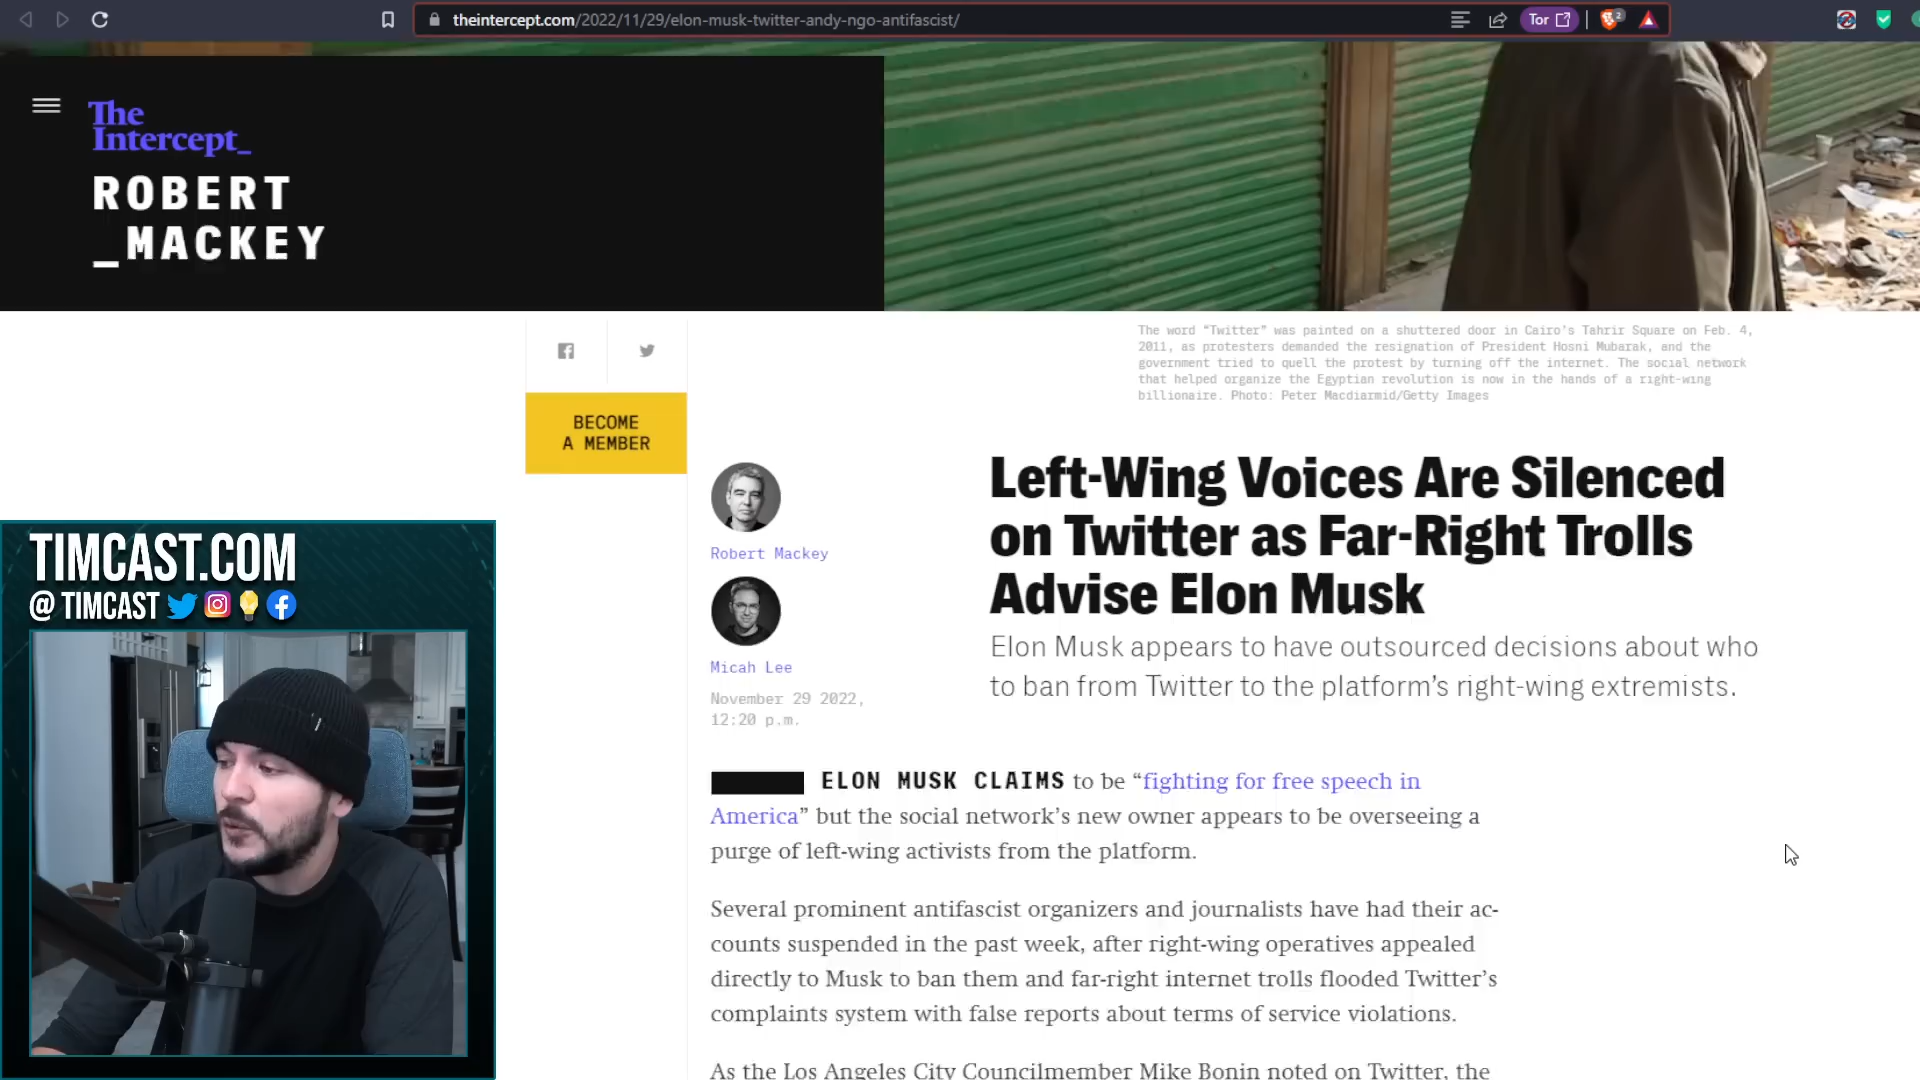 theintercept.com/2022/11/29/elon-musk-twitter-andy-ngo-antifascist/
Tor
2
The
Intercept_
ROBERT
_MACKEY
The word “Twitter” was painted on a shuttered door in Cairo’s Tahrir Square on Feb. 4,
2011, as protesters demanded the resignation of President Hosni Mubarak, and the
government tried to quell the protest by turning off the internet. The social network
that helped organize the Egyptian revolution is now in the hands of a right-wing
billionaire. Photo: Peter Macdiarmid/Getty Images
BECOME
A MEMBER
Left-Wing Voices Are Silenced
on Twitter as Far-Right Trolls
Advise Elon Musk
Elon Musk appears to have outsourced decisions about who
to ban from Twitter to the platform’s right-wing extremists.
Robert Mackey
Micah Lee
November 29 2022,
12:20 p.m.
ELON MUSK CLAIMS to be “fighting for free speech in
America” but the social network’s new owner appears to be overseeing a
purge of left-wing activists from the platform.
Several prominent antifascist organizers and journalists have had their ac-
counts suspended in the past week, after right-wing operatives appealed
directly to Musk to ban them and far-right internet trolls flooded Twitter’s
complaints system with false reports about terms of service violations.
As the Los Angeles City Councilmember Mike Bonin noted on Twitter, the
TIMCAST.COM
@TIMCAST